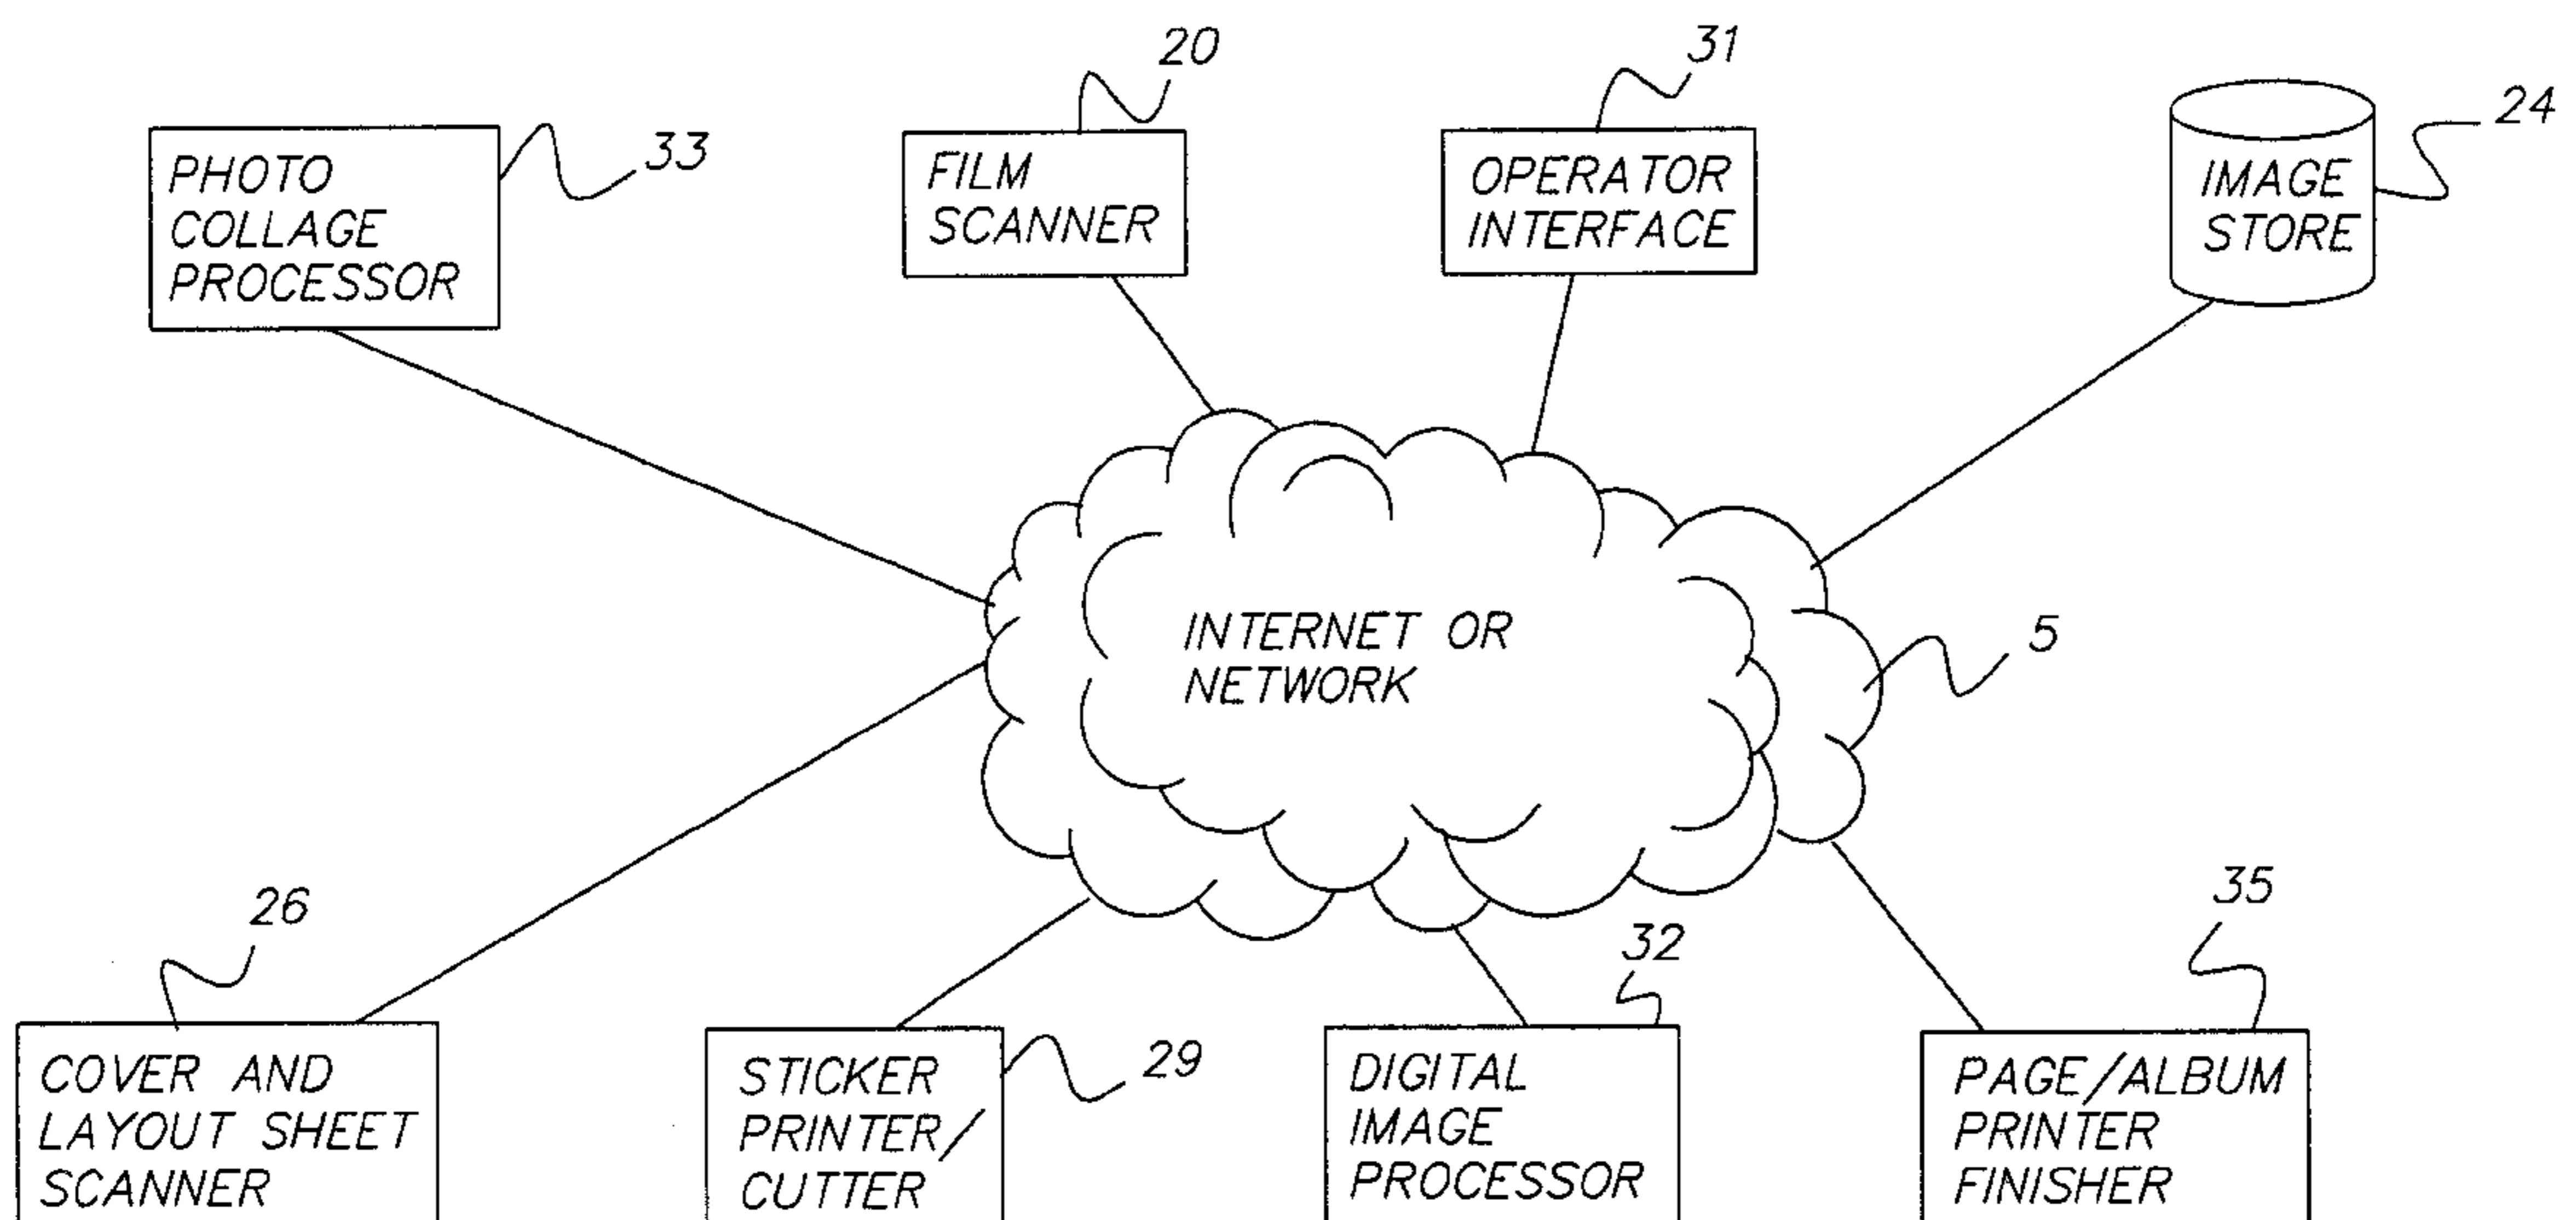 20
31
24
33
PHOTO
COLLAGE
PROCESSOR
FILM
SCANNER
OPERATOR
INTERFACE
IMAGE
STORE
INTERNET OR
NETWORK
5
26
35
32
29
COVER AND
LAYOUT SHEET
SCANNER
STICKER
PRINTER/
CUTTER
DIGITAL
IMAGE
PROCESSOR
PAGE/ALBUM
PRINTER
FINISHER